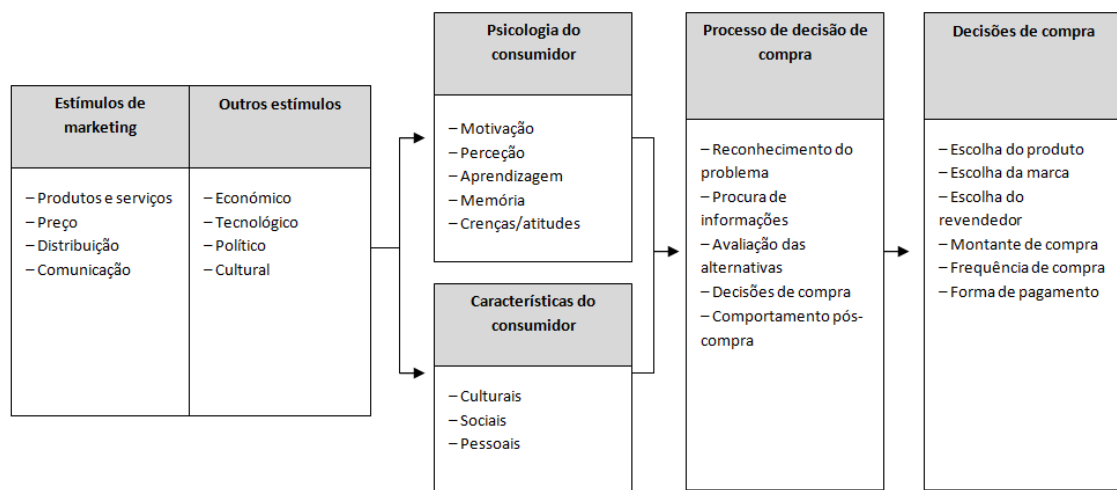 Estímulos de
marketing
– Produtos e serviços
– Preço
– Distribuição
– Comunicação
Outros estímulos
– Económico
– Tecnológico
– Político
– Cultural
Psicologia do
consumidor
– Motivação
– Perceção
– Aprendizagem
– Memória
– Crenças/atitudes
Características do
consumidor
– Culturais
– Sociais
– Pessoais
Processo de decisão de
compra
– Reconhecimento do
problema
– Procura de
informações
– Avaliação das
alternativas
– Decisões de compra
– Comportamento pós-
compra
Decisões de compra
– Escolha do produto
– Escolha da marca
– Escolha do
revendedor
– Montante de compra
– Frequência de compra
– Forma de pagamento